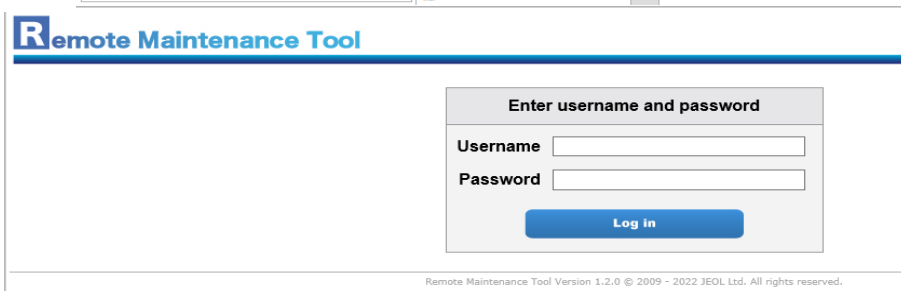 Remote Maintenance Tool
Enter username and password
Username
Password
Log in
Remote Maintenance Tool Version 1.2.0 © 2009 - 2022 JEOL Ltd. All rights reserved.